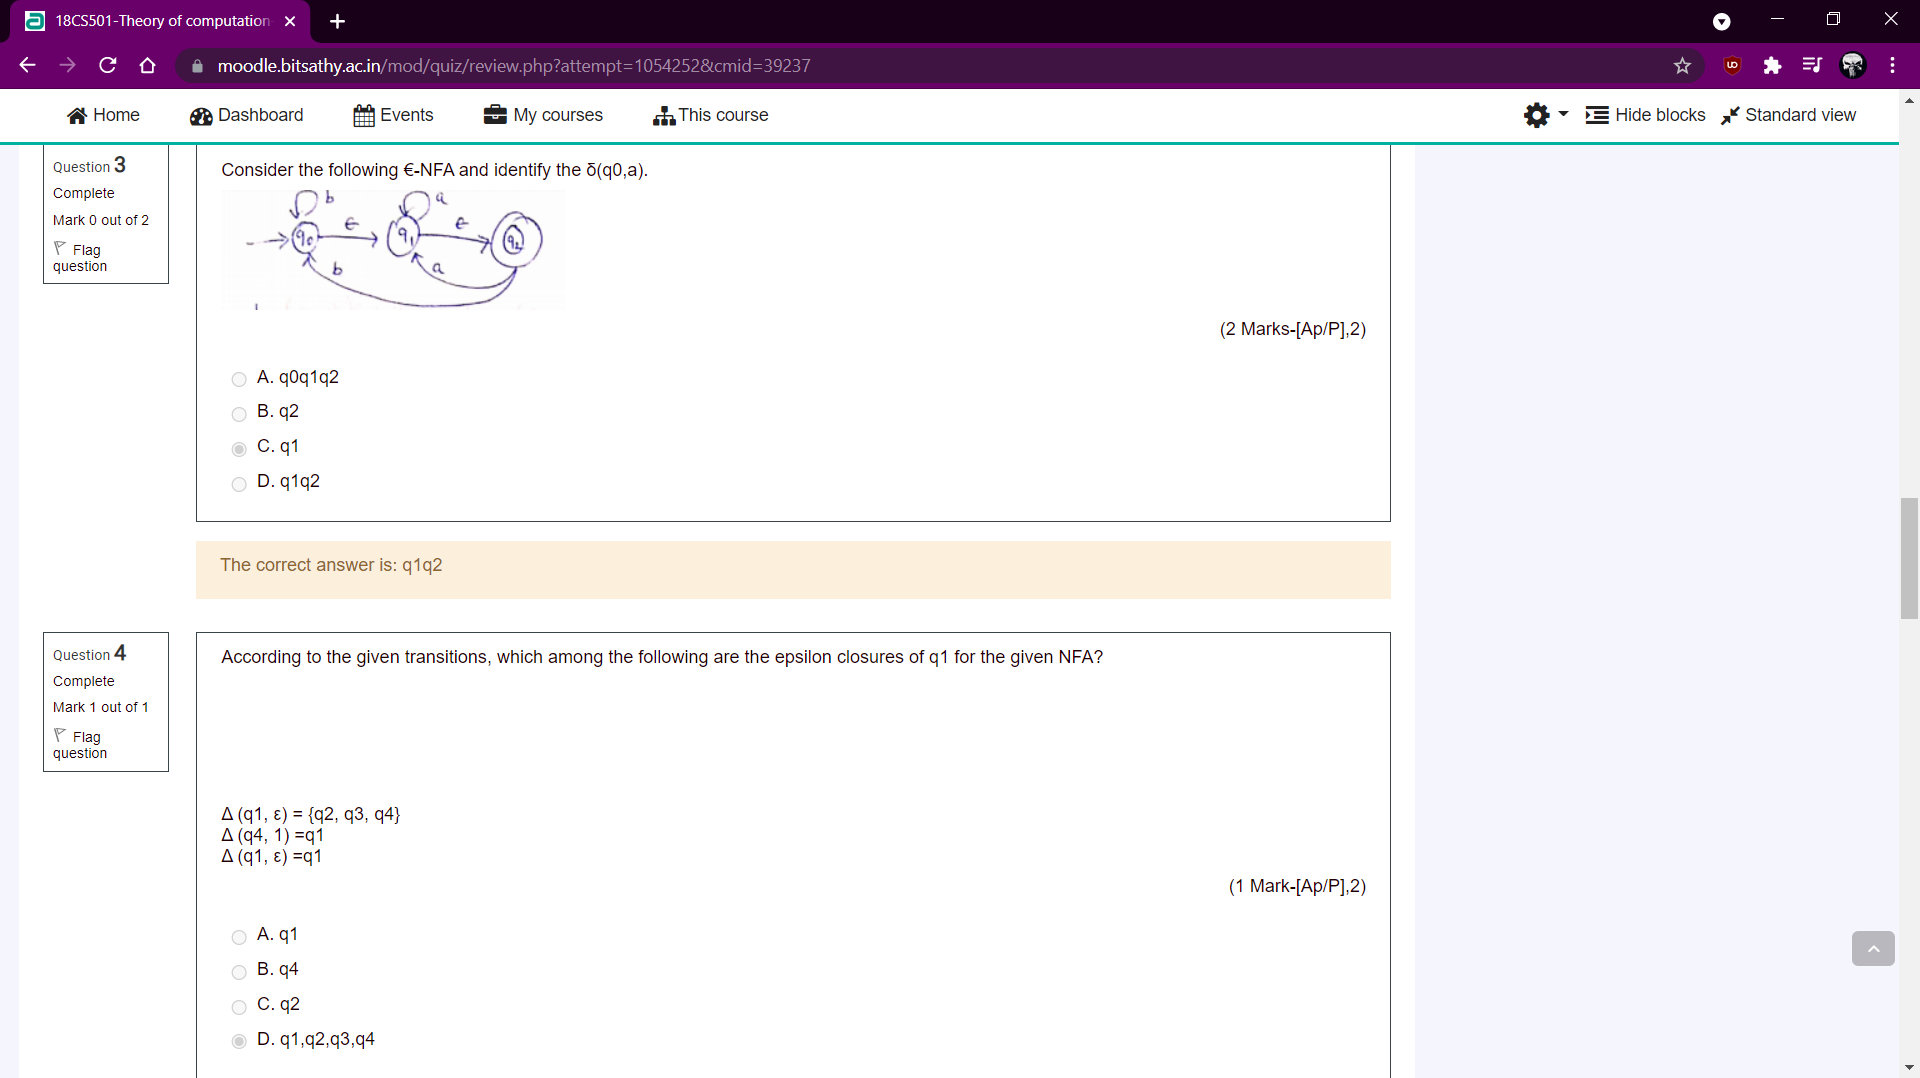 18CS501-Theory of computation
moodle.bitsathy.ac.in/mod/quiz/review.php?attempt=1054252&cmid=39237
Home Dashboard Events My courses This course Hide blocks Standard view
Question 3
Complete
Mark 0 out of 2
Flag
question
Consider the following €-NFA and identify the δ(q0,a).
b a
ϵ ϵ
q0 q1 q2
b a
(2 Marks-[Ap/P],2)
A. q0q1q2
B. q2
C. q1
D. q1q2
The correct answer is: q1q2
Question 4
Complete
Mark 1 out of 1
Flag
question
According to the given transitions, which among the following are the epsilon closures of q1 for the given NFA?
Δ (q1, ε) = {q2, q3, q4}
Δ (q4, 1) =q1
Δ (q1, ε) =q1
(1 Mark-[Ap/P],2)
A. q1
B. q4
C. q2
D. q1,q2,q3,q4